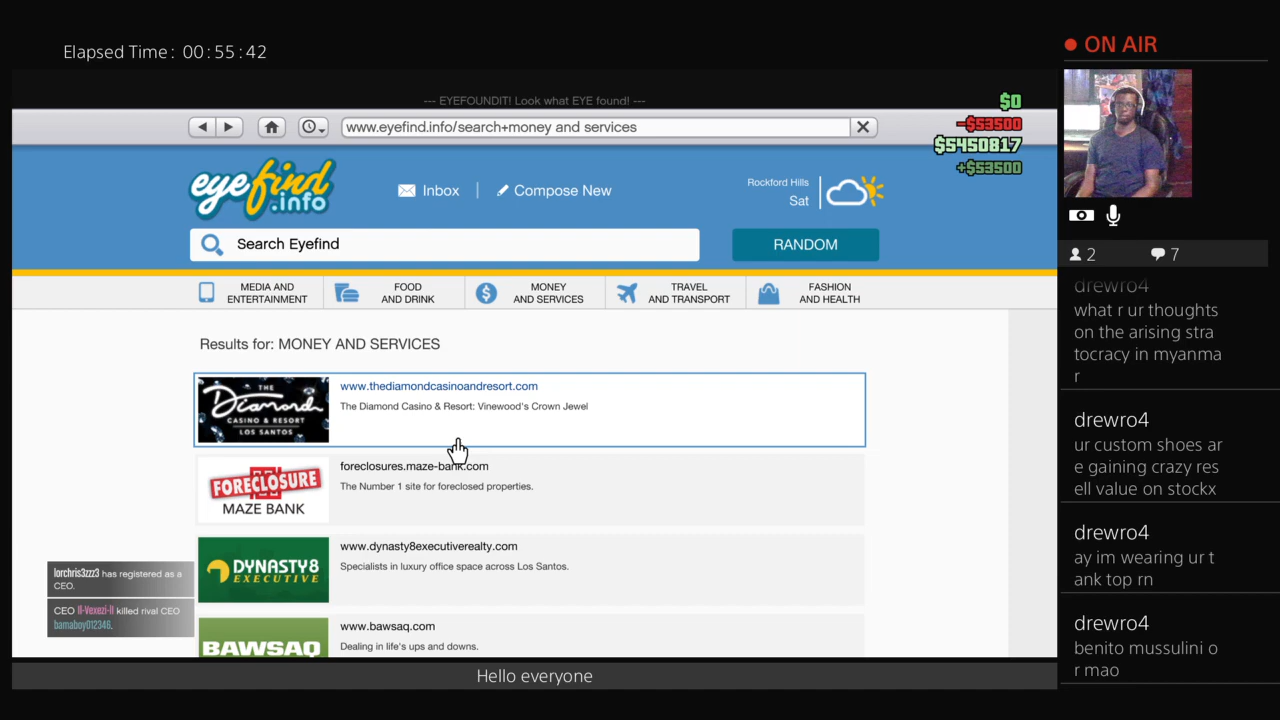 Elapsed Time: 00:55:42
ON AIR
--- EYEFOUNDIT! Look what EYE found! ---
$0
-$53500
$5450817
+$53500
www.eyefind.info/search+money and services
eyefind
.info
Inbox
Compose New
Rockford Hills
Sat
Search Eyefind
RANDOM
MEDIA AND
ENTERTAINMENT
FOOD
AND DRINK
MONEY
AND SERVICES
TRAVEL
AND TRANSPORT
FASHION
AND HEALTH
Results for: MONEY AND SERVICES
THE
Diamond
CASINO & RESORT
LOS SANTOS
www.thediamondcasinoandresort.com
The Diamond Casino & Resort: Vinewood's Crown Jewel
FORECLOSURE
MAZE BANK
foreclosures.maze-bank.com
The Number 1 site for foreclosed properties.
DYNASTY8
EXECUTIVE
www.dynasty8executiverealty.com
Specialists in luxury office space across Los Santos.
BAWSAQ
www.bawsaq.com
Dealing in life's ups and downs.
lorchris3zzz3 has registered as a
CEO.
CEO II-Vexezi-II killed rival CEO
bamaboy012346.
Hello everyone
2
7
drewro4
what r ur thoughts
on the arising stra
tocracy in myanma
r
drewro4
ur custom shoes ar
e gaining crazy res
ell value on stockx
drewro4
ay im wearing ur t
ank top rn
drewro4
benito mussulini o
r mao